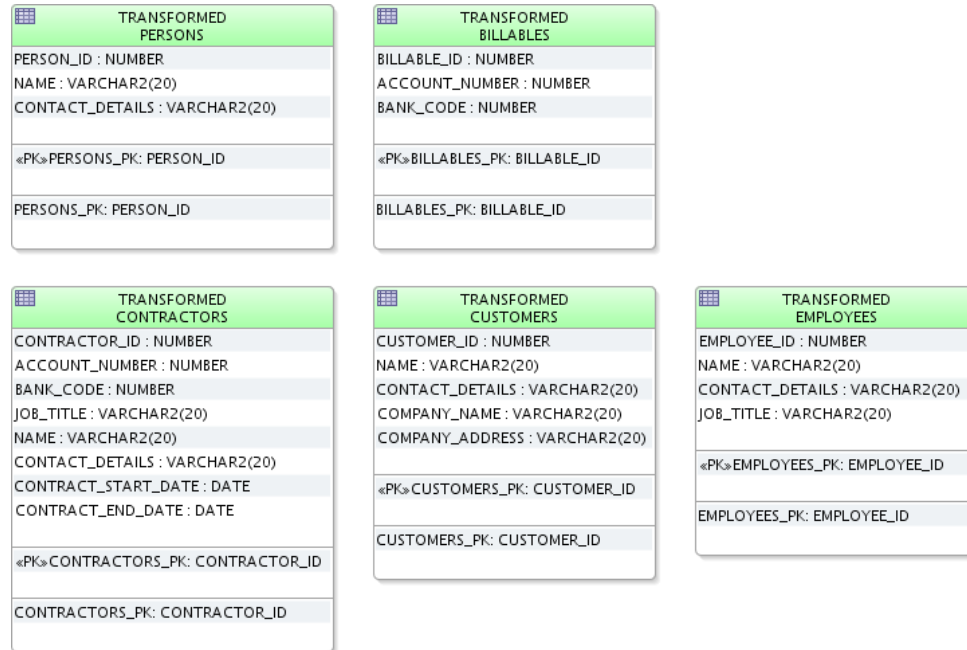 TRANSFORMED
PERSONS
PERSON_ID : NUMBER
NAME : VARCHAR2(20)
CONTACT_DETAILS : VARCHAR2(20)
«PK»PERSONS_PK: PERSON_ID
PERSONS_PK: PERSON_ID
TRANSFORMED
BILLABLES
BILLABLE_ID : NUMBER
ACCOUNT_NUMBER : NUMBER
BANK_CODE : NUMBER
«PK»BILLABLES_PK: BILLABLE_ID
BILLABLES_PK: BILLABLE_ID
TRANSFORMED
CONTRACTORS
CONTRACTOR_ID : NUMBER
ACCOUNT_NUMBER : NUMBER
BANK_CODE : NUMBER
JOB_TITLE : VARCHAR2(20)
NAME : VARCHAR2(20)
CONTACT_DETAILS : VARCHAR2(20)
CONTRACT_START_DATE : DATE
CONTRACT_END_DATE : DATE
«PK»CONTRACTORS_PK: CONTRACTOR_ID
CONTRACTORS_PK: CONTRACTOR_ID
TRANSFORMED
CUSTOMERS
CUSTOMER_ID : NUMBER
NAME : VARCHAR2(20)
CONTACT_DETAILS : VARCHAR2(20)
COMPANY_NAME : VARCHAR2(20)
COMPANY_ADDRESS : VARCHAR2(20)
«PK»CUSTOMERS_PK: CUSTOMER_ID
CUSTOMERS_PK: CUSTOMER_ID
TRANSFORMED
EMPLOYEES
EMPLOYEE_ID : NUMBER
NAME : VARCHAR2(20)
CONTACT_DETAILS : VARCHAR2(20)
JOB_TITLE : VARCHAR2(20)
«PK»EMPLOYEES_PK: EMPLOYEE_ID
EMPLOYEES_PK: EMPLOYEE_ID